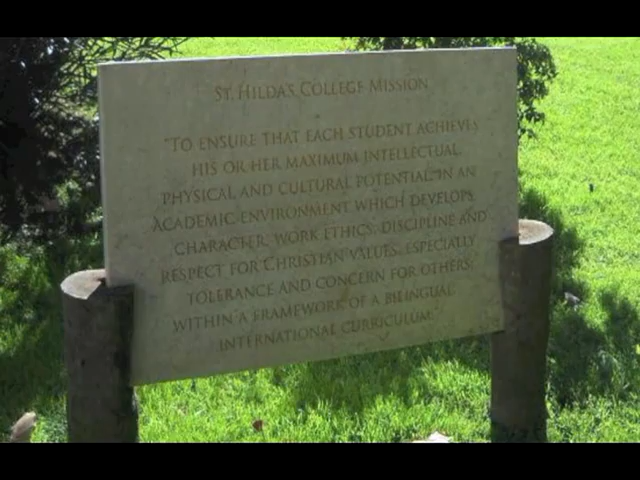 St. Hilda's College Mission
"To ensure that each student achieves
his or her maximum intellectual,
physical and cultural potential, in an
academic environment which develops
character, work ethics, discipline and
respect for Christian values, especially
tolerance and concern for others,
within a framework of a bilingual
international curriculum."